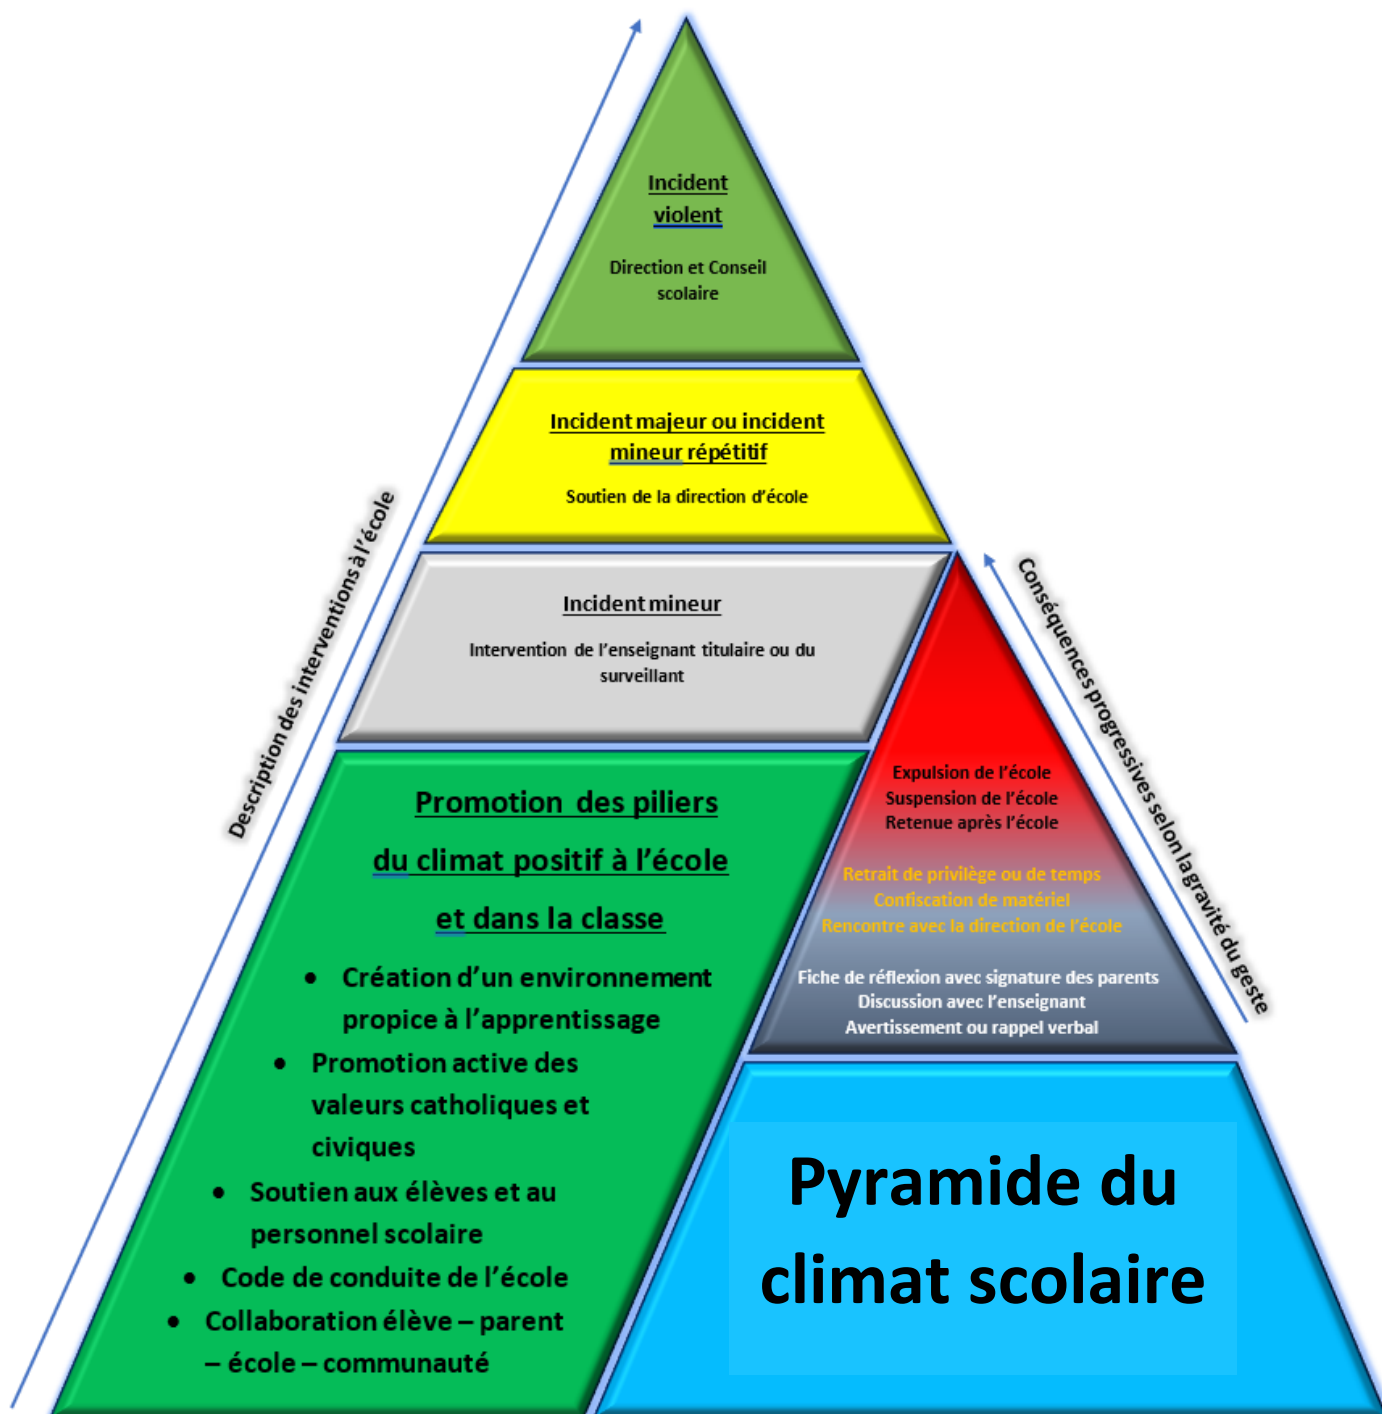 Incident
violent
Direction et Conseil
scolaire
Incident majeur ou incident
mineur répétitif
Soutien de la direction d'école
Incident mineur
Intervention de l'enseignant titulaire ou du
surveillant
Description des interventions à l'école
Conséquences progressives selon la gravité du geste
Expulsion de l'école
Suspension de l'école
Retenue après l'école
Retrait de privilège ou de temps
Confiscation de matériel
Rencontre avec la direction de l'école
Fiche de réflexion avec signature des parents
Discussion avec l'enseignant
Avertissement ou rappel verbal
Promotion des piliers
du climat positif à l'école
et dans la classe
• Création d'un environnement
propice à l'apprentissage
• Promotion active des
valeurs catholiques et
civiques
• Soutien aux élèves et au
personnel scolaire
• Code de conduite de l'école
• Collaboration élève – parent
– école – communauté
Pyramide du
climat scolaire